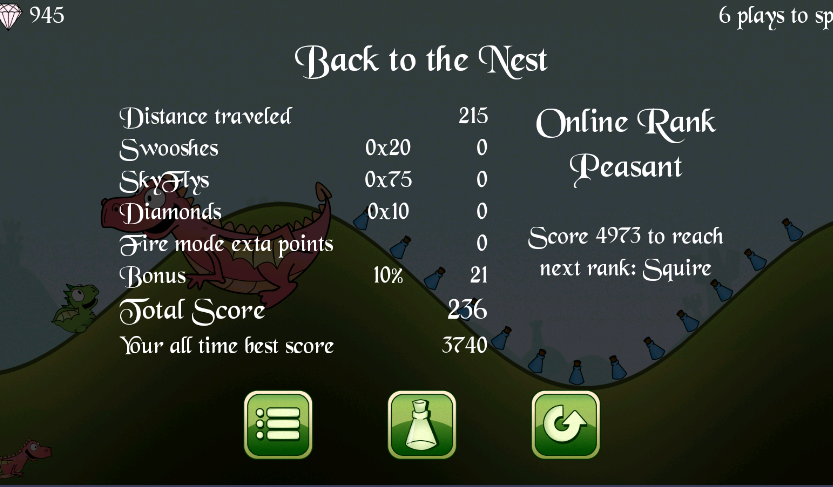 945
6 plays to sp
Back to the Nest
Distance traveled 215
Swooshes 0x20 0
SkyFlys 0x75 0
Diamonds 0x10 0
Fire mode exta points 0
Bonus 10% 21
Total Score 236
Your all time best score 3740
Online Rank
Peasant
Score 4973 to reach
next rank: Squire